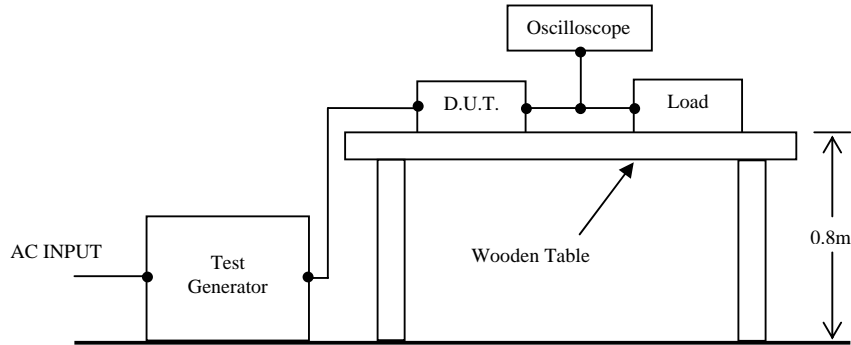 Oscilloscope
D.U.T.
Load
AC INPUT
Test
Generator
Wooden Table
0.8m